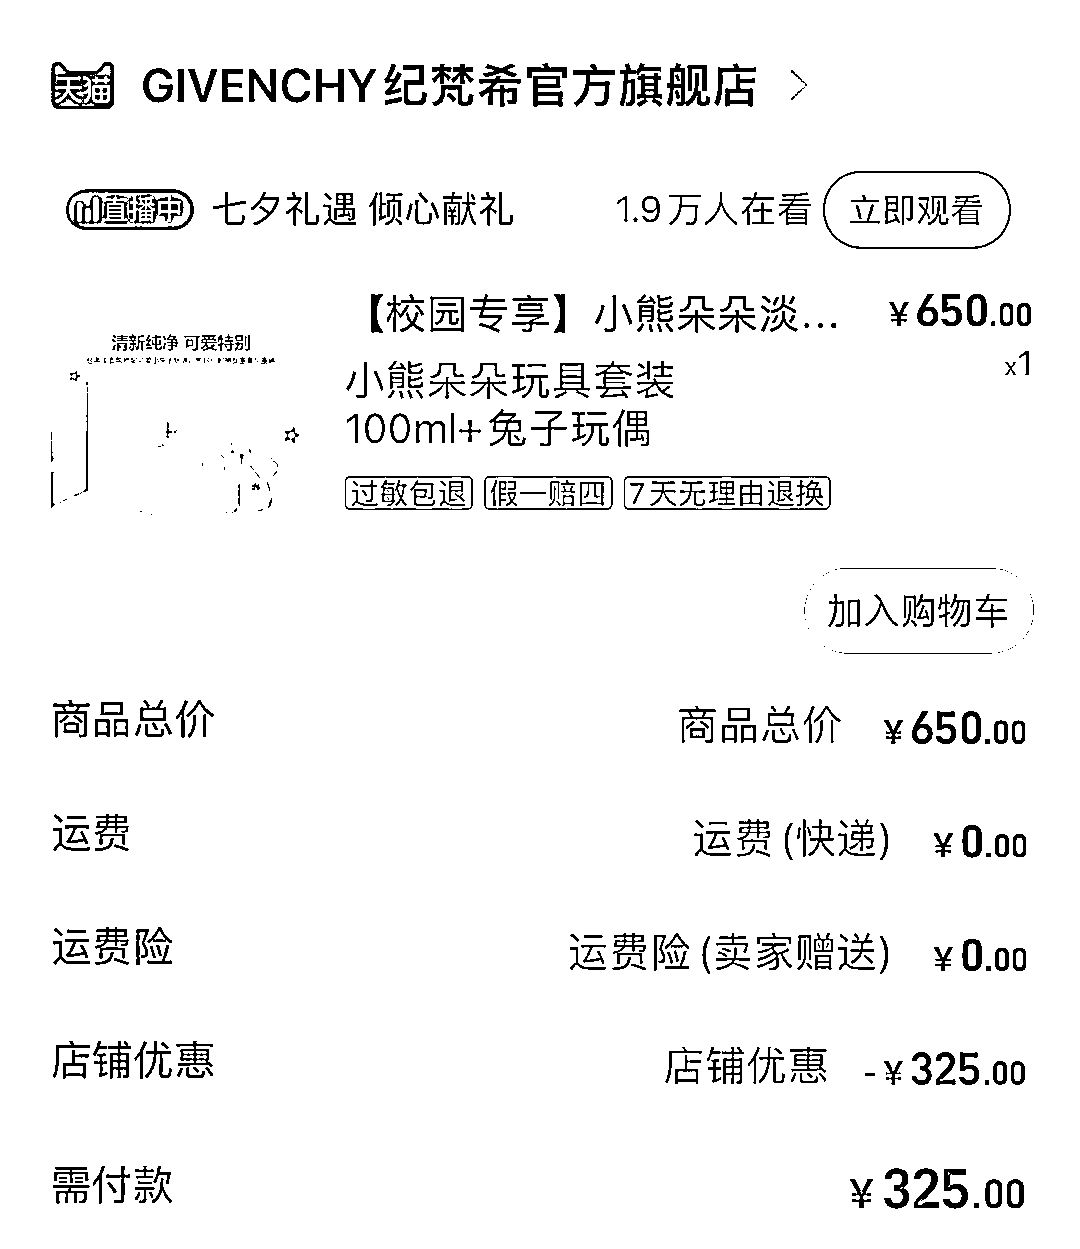 天猫 GIVENCHY纪梵希官方旗舰店
直播中 七夕礼遇 倾心献礼 1.9万人在看 立即观看
【校园专享】小熊朵朵淡... ¥650.00
小熊朵朵玩具套装 x1
100ml+兔子玩偶
清新纯净 可爱特别
过敏包退 假一赔四 7天无理由退换
加入购物车
商品总价 商品总价 ¥650.00
运费 运费(快递) ¥0.00
运费险 运费险(卖家赠送) ¥0.00
店铺优惠 店铺优惠 -¥325.00
需付款 ¥325.00